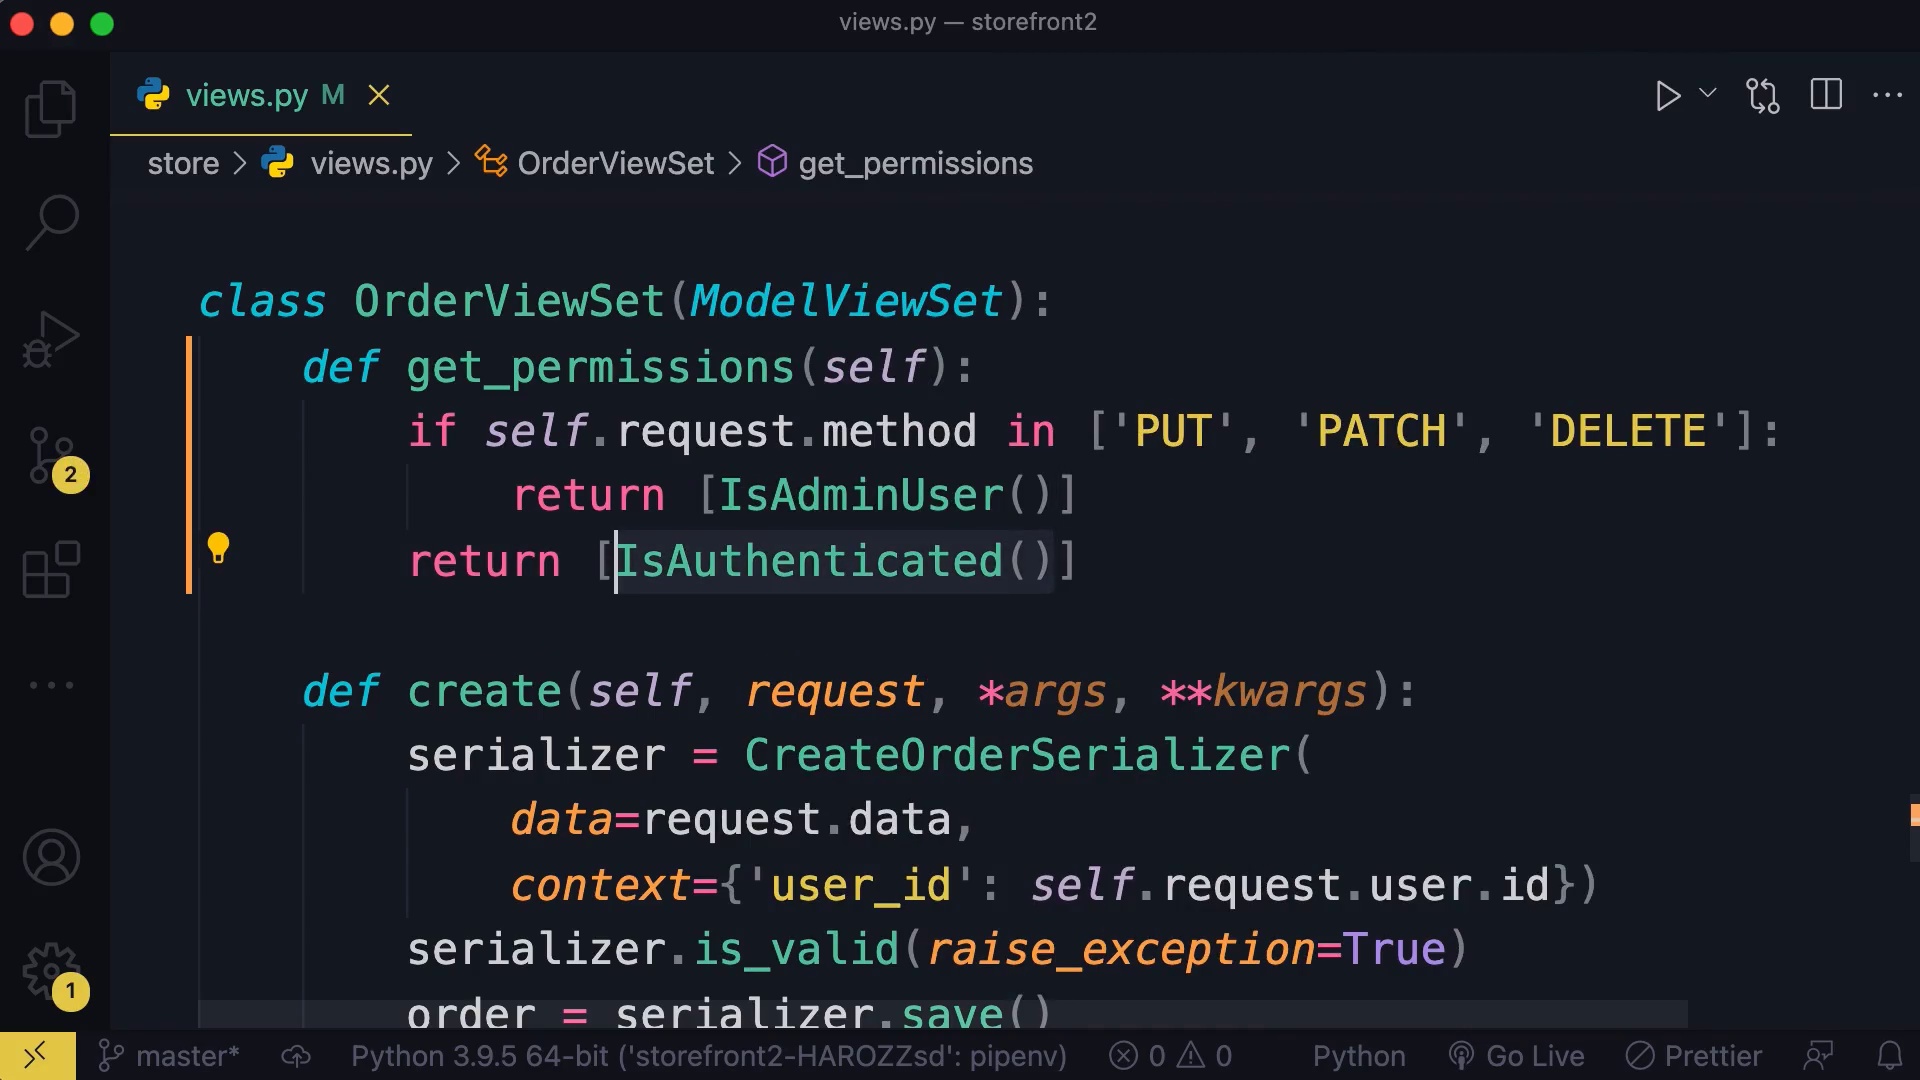 views.py — storefront2
views.py M
store > views.py > OrderViewSet > get_permissions
class OrderViewSet(ModelViewSet):
    def get_permissions(self):
        if self.request.method in ['PUT', 'PATCH', 'DELETE']:
            return [IsAdminUser()]
        return [IsAuthenticated()]
    def create(self, request, *args, **kwargs):
        serializer = CreateOrderSerializer(
            data=request.data,
            context={'user_id': self.request.user.id})
        serializer.is_valid(raise_exception=True)
        order = serializer.save()
2
1
master* Python 3.9.5 64-bit ('storefront2-HAROZZsd': pipenv) 0 0 Python Go Live Prettier